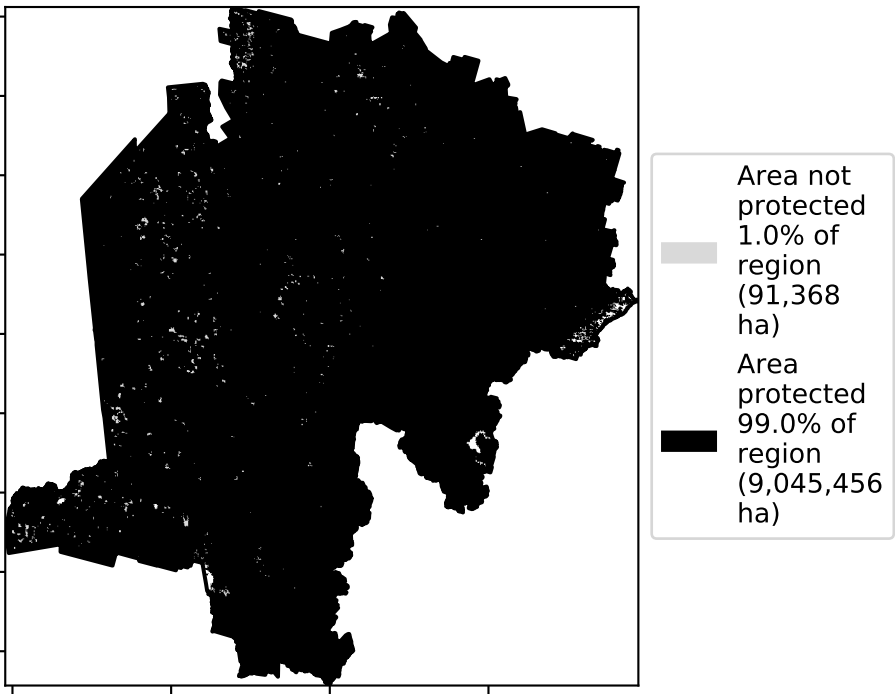 Area not
protected
1.0% of
region
(91,368
ha)
Area
protected
99.0% of
region
(9,045,456
ha)